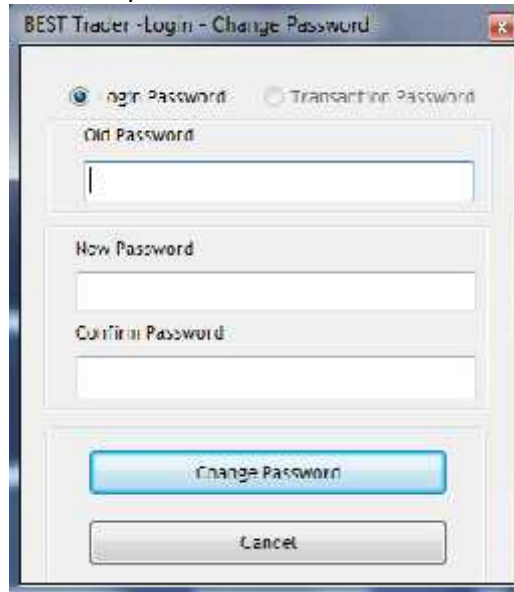 BEST Trader -Login - Change Password
Login Password Transaction Password
Old Password
New Password
Confirm Password
Change Password
Cancel